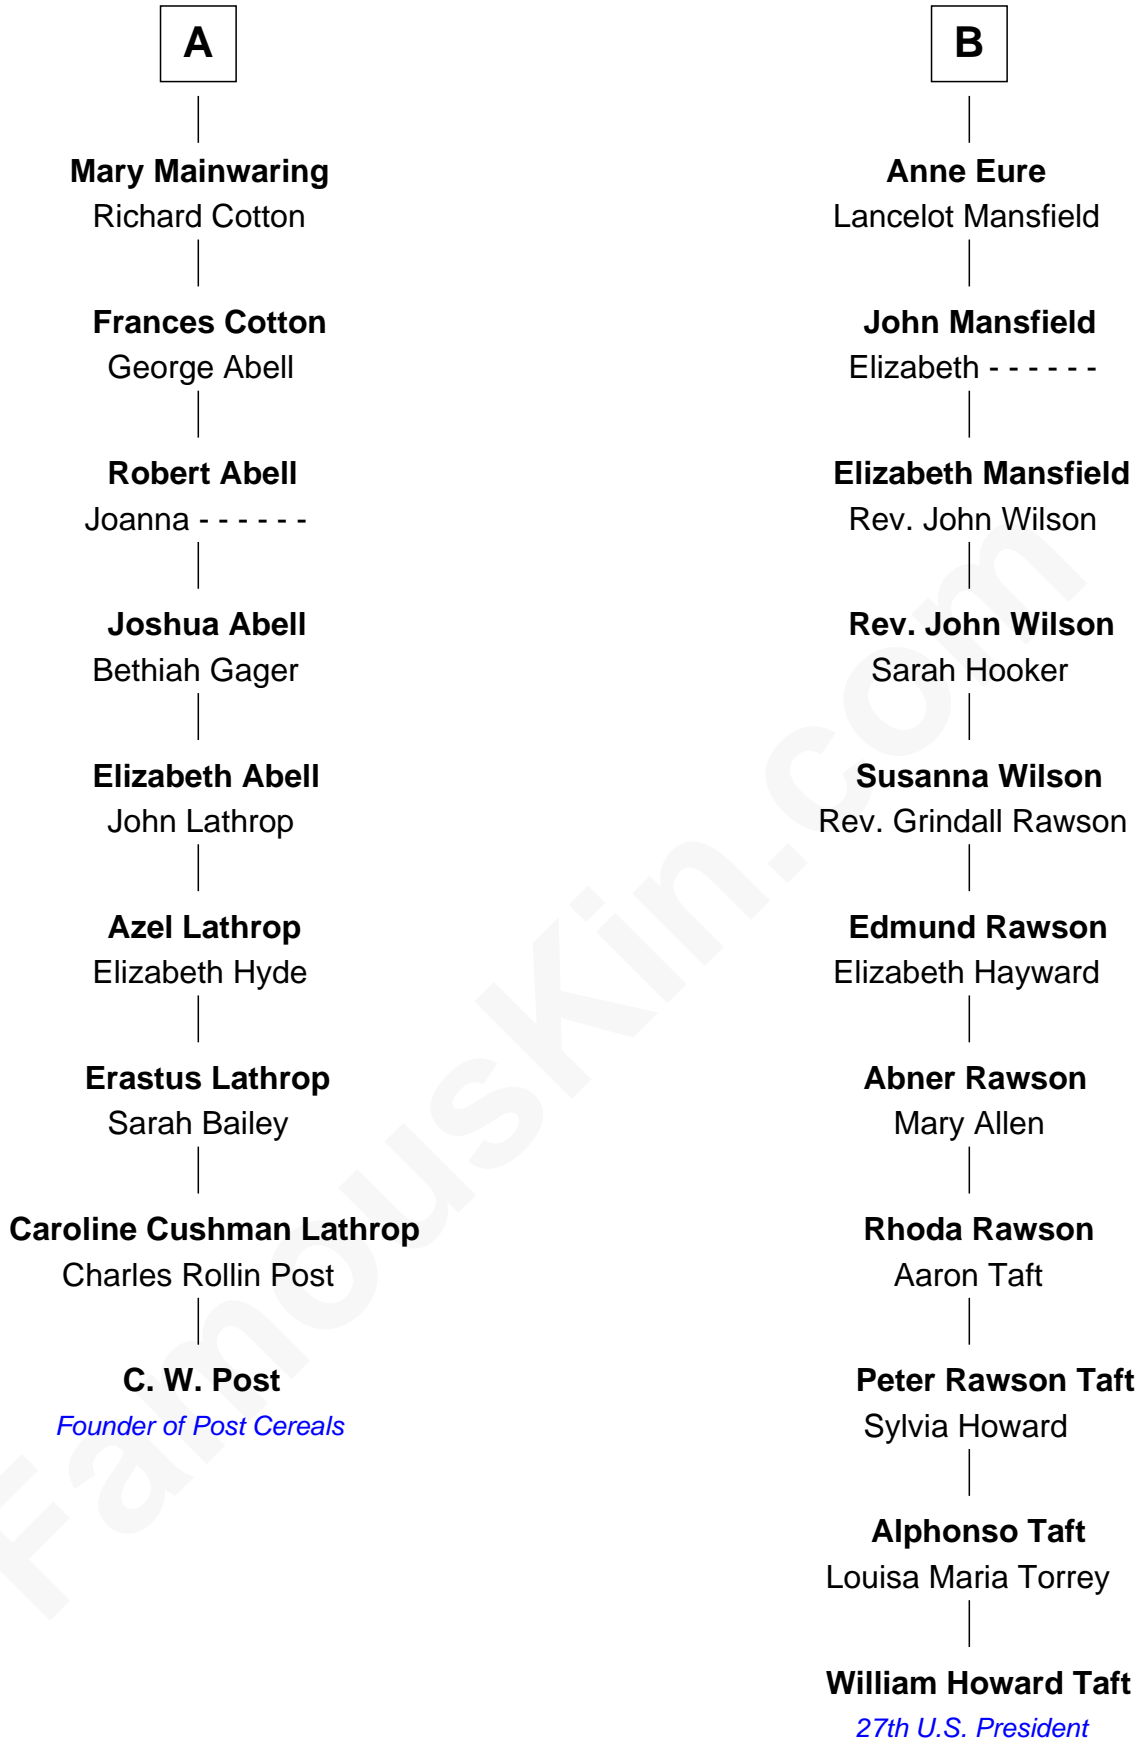 A
Mary Mainwaring
Richard Cotton
Frances Cotton
George Abell
Robert Abell
Joanna - - - - - -
Joshua Abell
Bethiah Gager
Elizabeth Abell
John Lathrop
Azel Lathrop
Elizabeth Hyde
Erastus Lathrop
Sarah Bailey
Caroline Cushman Lathrop
Charles Rollin Post
C. W. Post
Founder of Post Cereals
B
Anne Eure
Lancelot Mansfield
John Mansfield
Elizabeth - - - - - -
Elizabeth Mansfield
Rev. John Wilson
Rev. John Wilson
Sarah Hooker
Susanna Wilson
Rev. Grindall Rawson
Edmund Rawson
Elizabeth Hayward
Abner Rawson
Mary Allen
Rhoda Rawson
Aaron Taft
Peter Rawson Taft
Sylvia Howard
Alphonso Taft
Louisa Maria Torrey
William Howard Taft
27th U.S. President
FamousKin.com